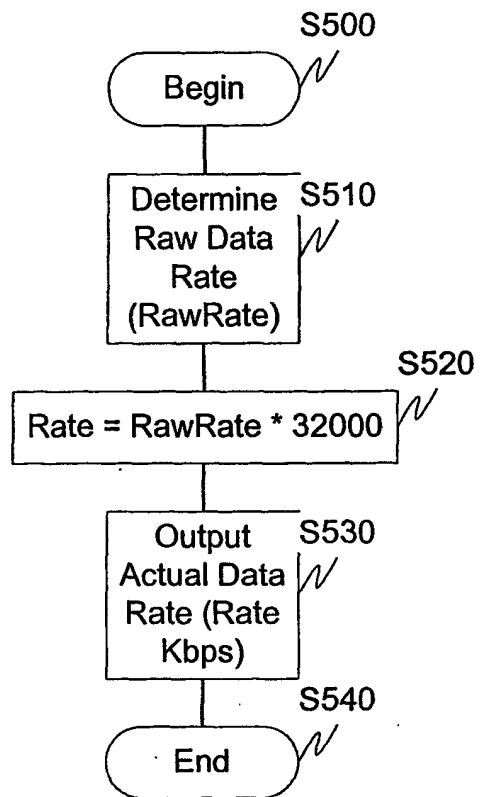 S500
Begin
S510
Determine
Raw Data
Rate
(RawRate)
S520
Rate = RawRate * 32000
S530
Output
Actual Data
Rate (Rate
Kbps)
S540
End